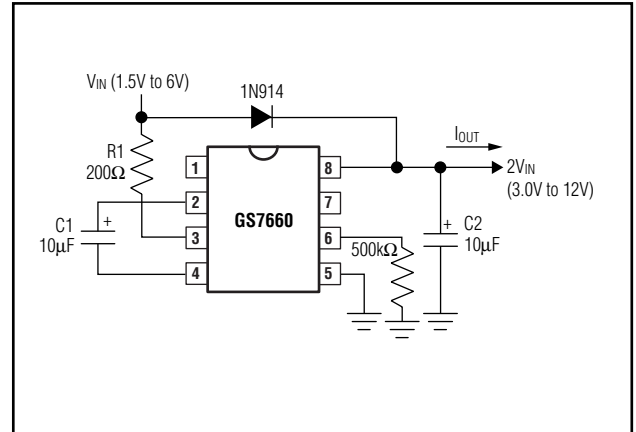 VIN (1.5V to 6V)
1N914
IOUT
R1
200Ω
1
8
2VIN
(3.0V to 12V)
2
7
GS7660
C1
+
10µF
3
6
500kΩ
+
C2
10µF
4
5